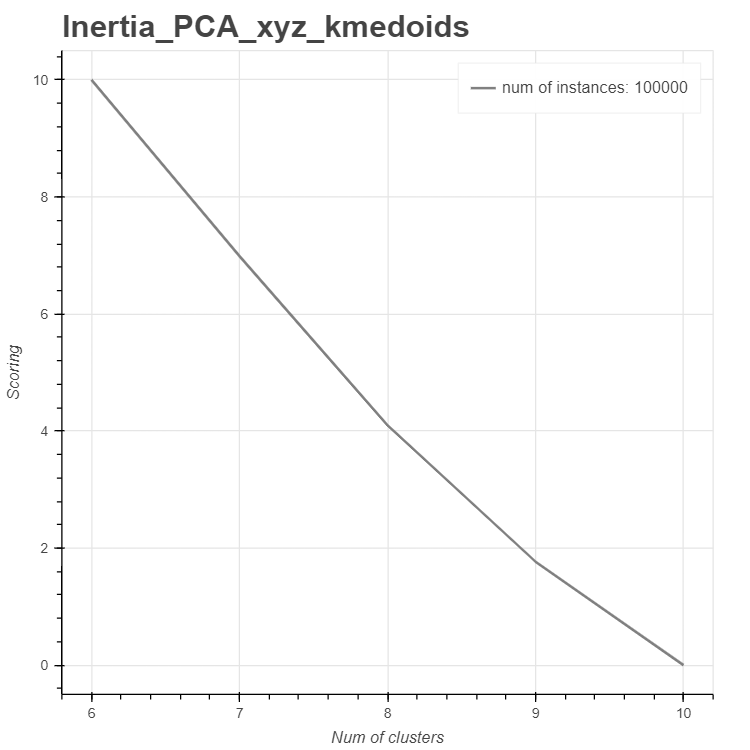 Inertia_PCA_xyz_kmedoids
num of instances: 100000
10
8
6
4
2
0
Scoring
6 7 8 9 10
Num of clusters